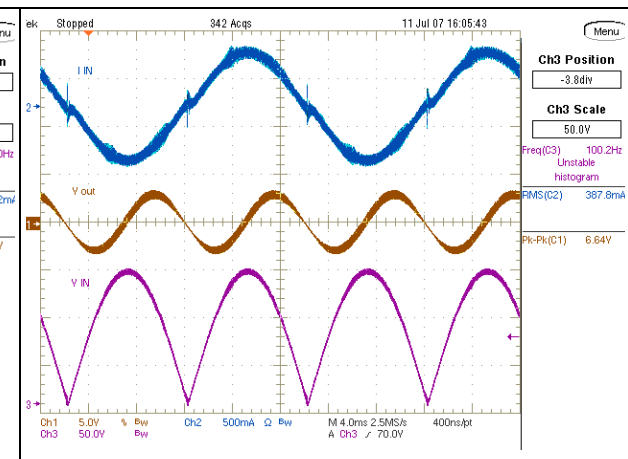 ek Stopped 342 Acqs 11 Jul 07 16:05:43
nu
Menu
n
Ch3 Position
-3.8div
Ch3 Scale
50.0V
0Hz
Freq(C3) 100.2Hz
Unstable
histogram
2mA
RMS(C2) 387.8mA
V
Pk-Pk(C1) 6.64V
I IN
2
V out
1
V IN
3
Ch1 5.0V % Bw Ch2 500mA Ω Bw M 4.0ms 2.5MS/s 400ns/pt
Ch3 50.0V Bw A Ch3 ⁄ 70.0V